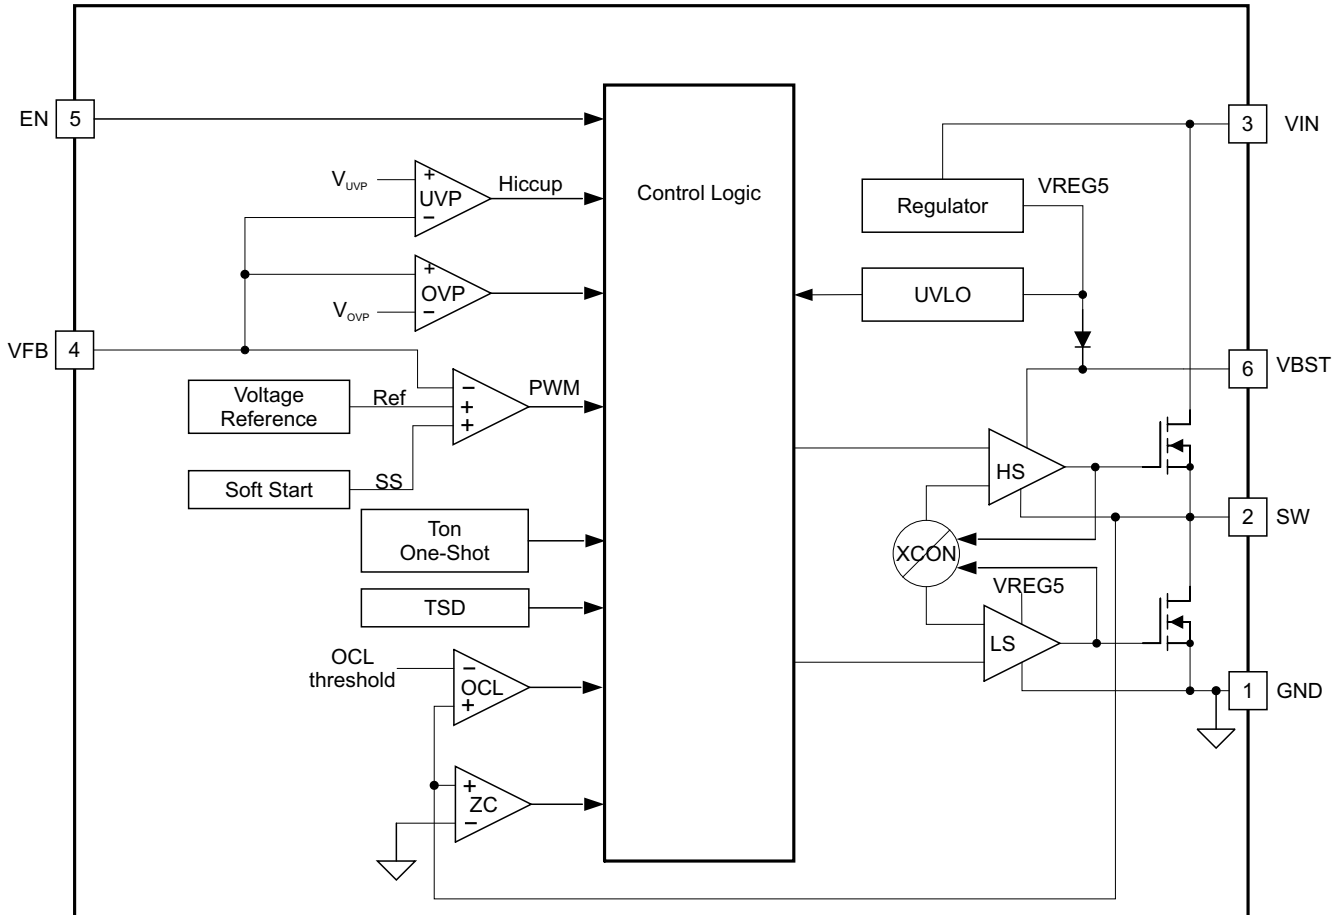 EN 5
3 VIN
VUVP + UVP − Hiccup
Control Logic
Regulator VREG5
+ OVP −
VOVP
UVLO
VFB 4
6 VBST
Voltage
Reference
Ref
− + + PWM
Soft Start SS
HS
2 SW
Ton
One-Shot
XCON
VREG5
TSD
LS
OCL
threshold
− OCL +
1 GND
+ ZC −